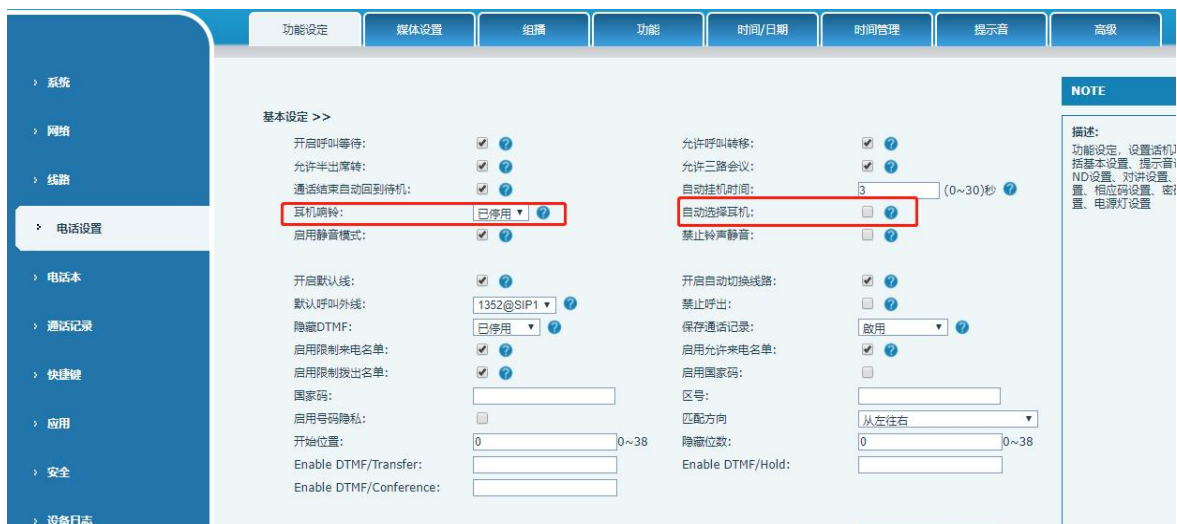 功能设定 媒体设置 组播 功能 时间/日期 时间管理 提示音 高级
› 系统
› 网络
› 线路
电话设置
› 电话本
› 通话记录
› 快捷键
› 应用
› 安全
› 设备日志
基本设定 >>
开启呼叫等待: 允许呼叫转移:
允许半出席转: 允许三路会议:
通话结束自动回到待机: 自动挂机时间: 3 (0~30)秒
耳机响铃: 已停用 自动选择耳机:
启用静音模式: 禁止铃声静音:
开启默认线: 开启自动切换线路:
默认呼叫外线: 1352@SIP1 禁止呼出:
隐藏DTMF: 已停用 保存通话记录: 啟用
启用限制来电名单: 启用允许来电名单:
启用限制拨出名单: 启用国家码:
国家码: 区号:
启用号码隐私: 匹配方向 从左往右
开始位置: 0 0~38 隐藏位数: 0 0~38
Enable DTMF/Transfer: Enable DTMF/Hold:
Enable DTMF/Conference:
NOTE
描述:
功能设定，设置话机
括基本设置、提示音
ND设置、对讲设置、
置、相应码设置、密
置、电源灯设置